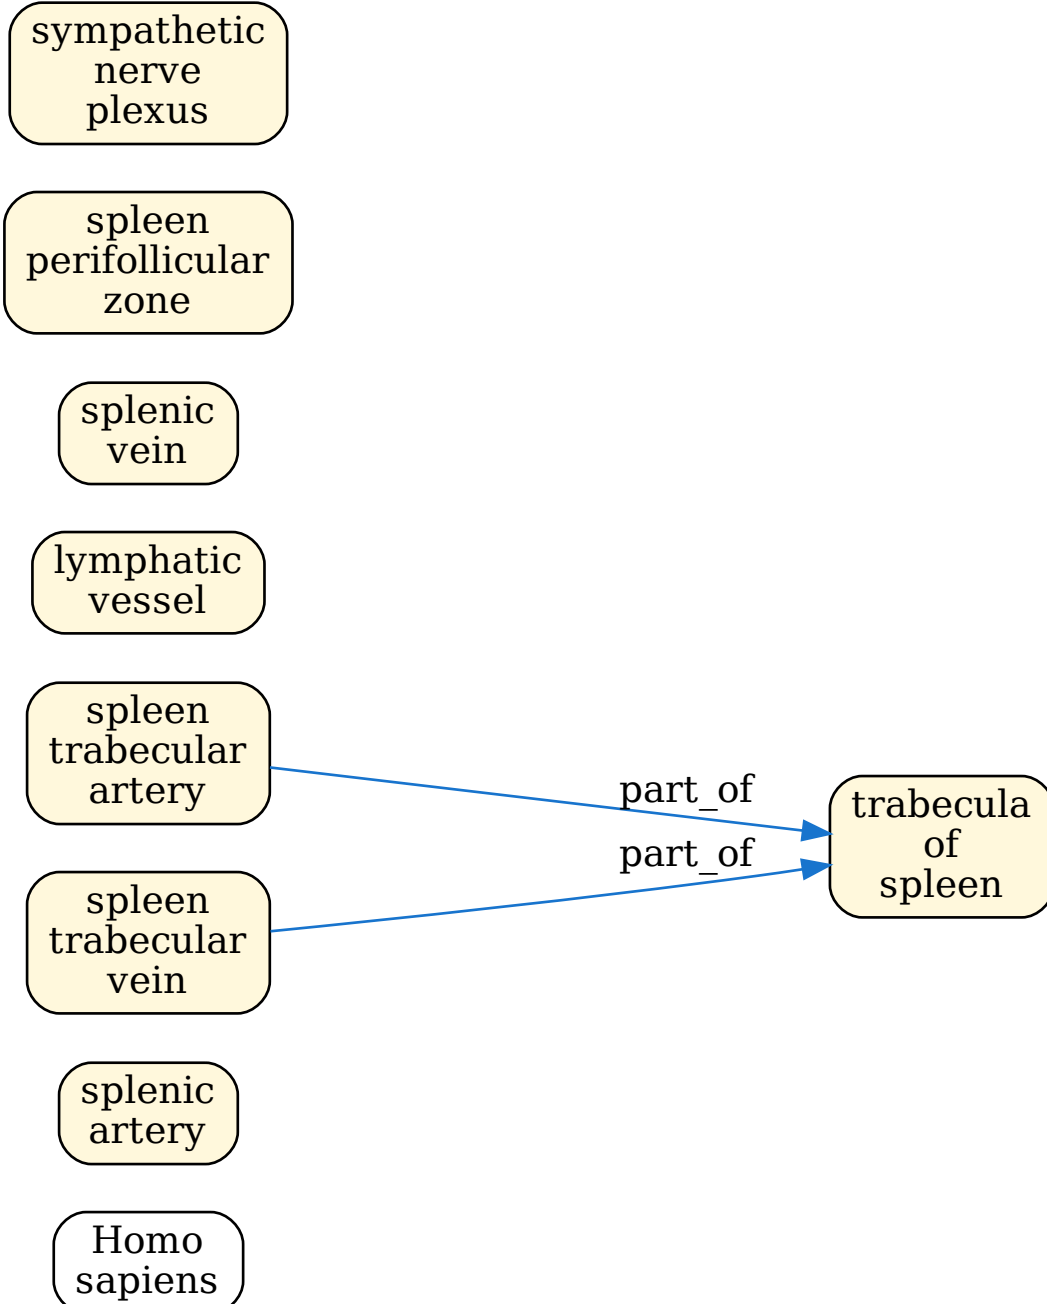 sympathetic
nerve
plexus
spleen
perifollicular
zone
splenic
vein
lymphatic
vessel
spleen
trabecular
artery
part_of
trabecula
of
spleen
part_of
spleen
trabecular
vein
splenic
artery
Homo
sapiens